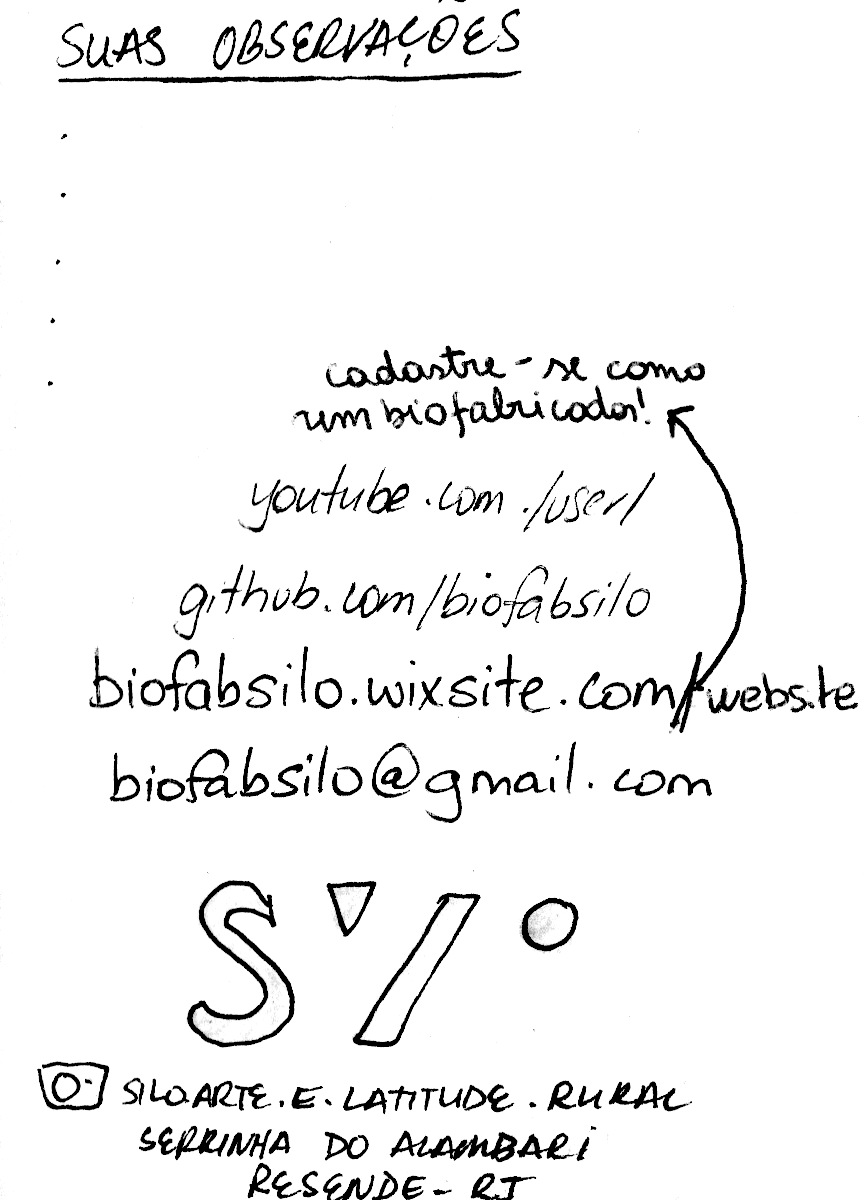 SUAS OBSERVAÇÕES
cadastre-se como
um biofabricador!
youtube.com./user/
github.com/biofabsilo
biofabsilo.wixsite.com/website
biofabsilo@gmail.com
S▼/°
SILO.ARTE.E.LATITUDE.RURAL
SERRINHA DO ALAMBARI
RESENDE-RJ